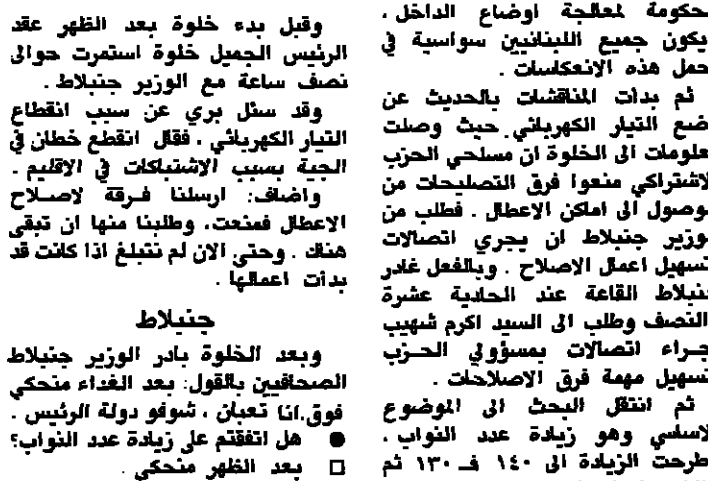 حكومة لمعالجة اوضاع الداخل ،
يكون جميع اللبنانيين سواسية في
حمل هذه الانعكاسات .
ثم بدأت المناقشات بالحديث عن
ضع التيار الكهربائي حيث وصلت
علومات الى الخلوة ان مسلحي الحزب
لاشتراكي منعوا فرق التصليحات من
وصول الى اماكن الاعطال . فطلب من
وزير جنبلاط ان يجري اتصالات
تسهيل اعمال الاصلاح . وبالفعل غادر
نبلاط القاعة عند الحادية عشرة
النصف وطلب الى السيد اكرم شهيب
جراء اتصالات بمسؤولي الحزب
تسهيل مهمة فرق الاصلاحات .
ثم انتقل البحث الى الموضوع
لاساسي وهو زيادة عدد النواب .
طرحت الزيادة الى ١٤٠ فـ ١٣٠ ثم
وقبل بدء خلوة بعد الظهر عقد
الرئيس الجميل خلوة استمرت حوالى
نصف ساعة مع الوزير جنبلاط .
وقد سئل بري عن سبب انقطاع
التيار الكهربائي ، فقال انقطع خطان في
الجية بسبب الاشتباكات في الاقليم .
واضاف: ارسلنا فرقة لاصلاح
الاعطال فمنعت، وطلبنا منها ان تبقى
هناك . وحتى الان لم نتبلغ اذا كانت قد
بدأت اعمالها .
جنبلاط
وبعد الخلوة بادر الوزير جنبلاط
الصحافيين بالقول: بعد الغداء منحكي
فوق.انا تعبان ، شوفو دولة الرئيس .
● هل اتفقتم على زيادة عدد النواب؟
□ بعد الظهر منحكي .